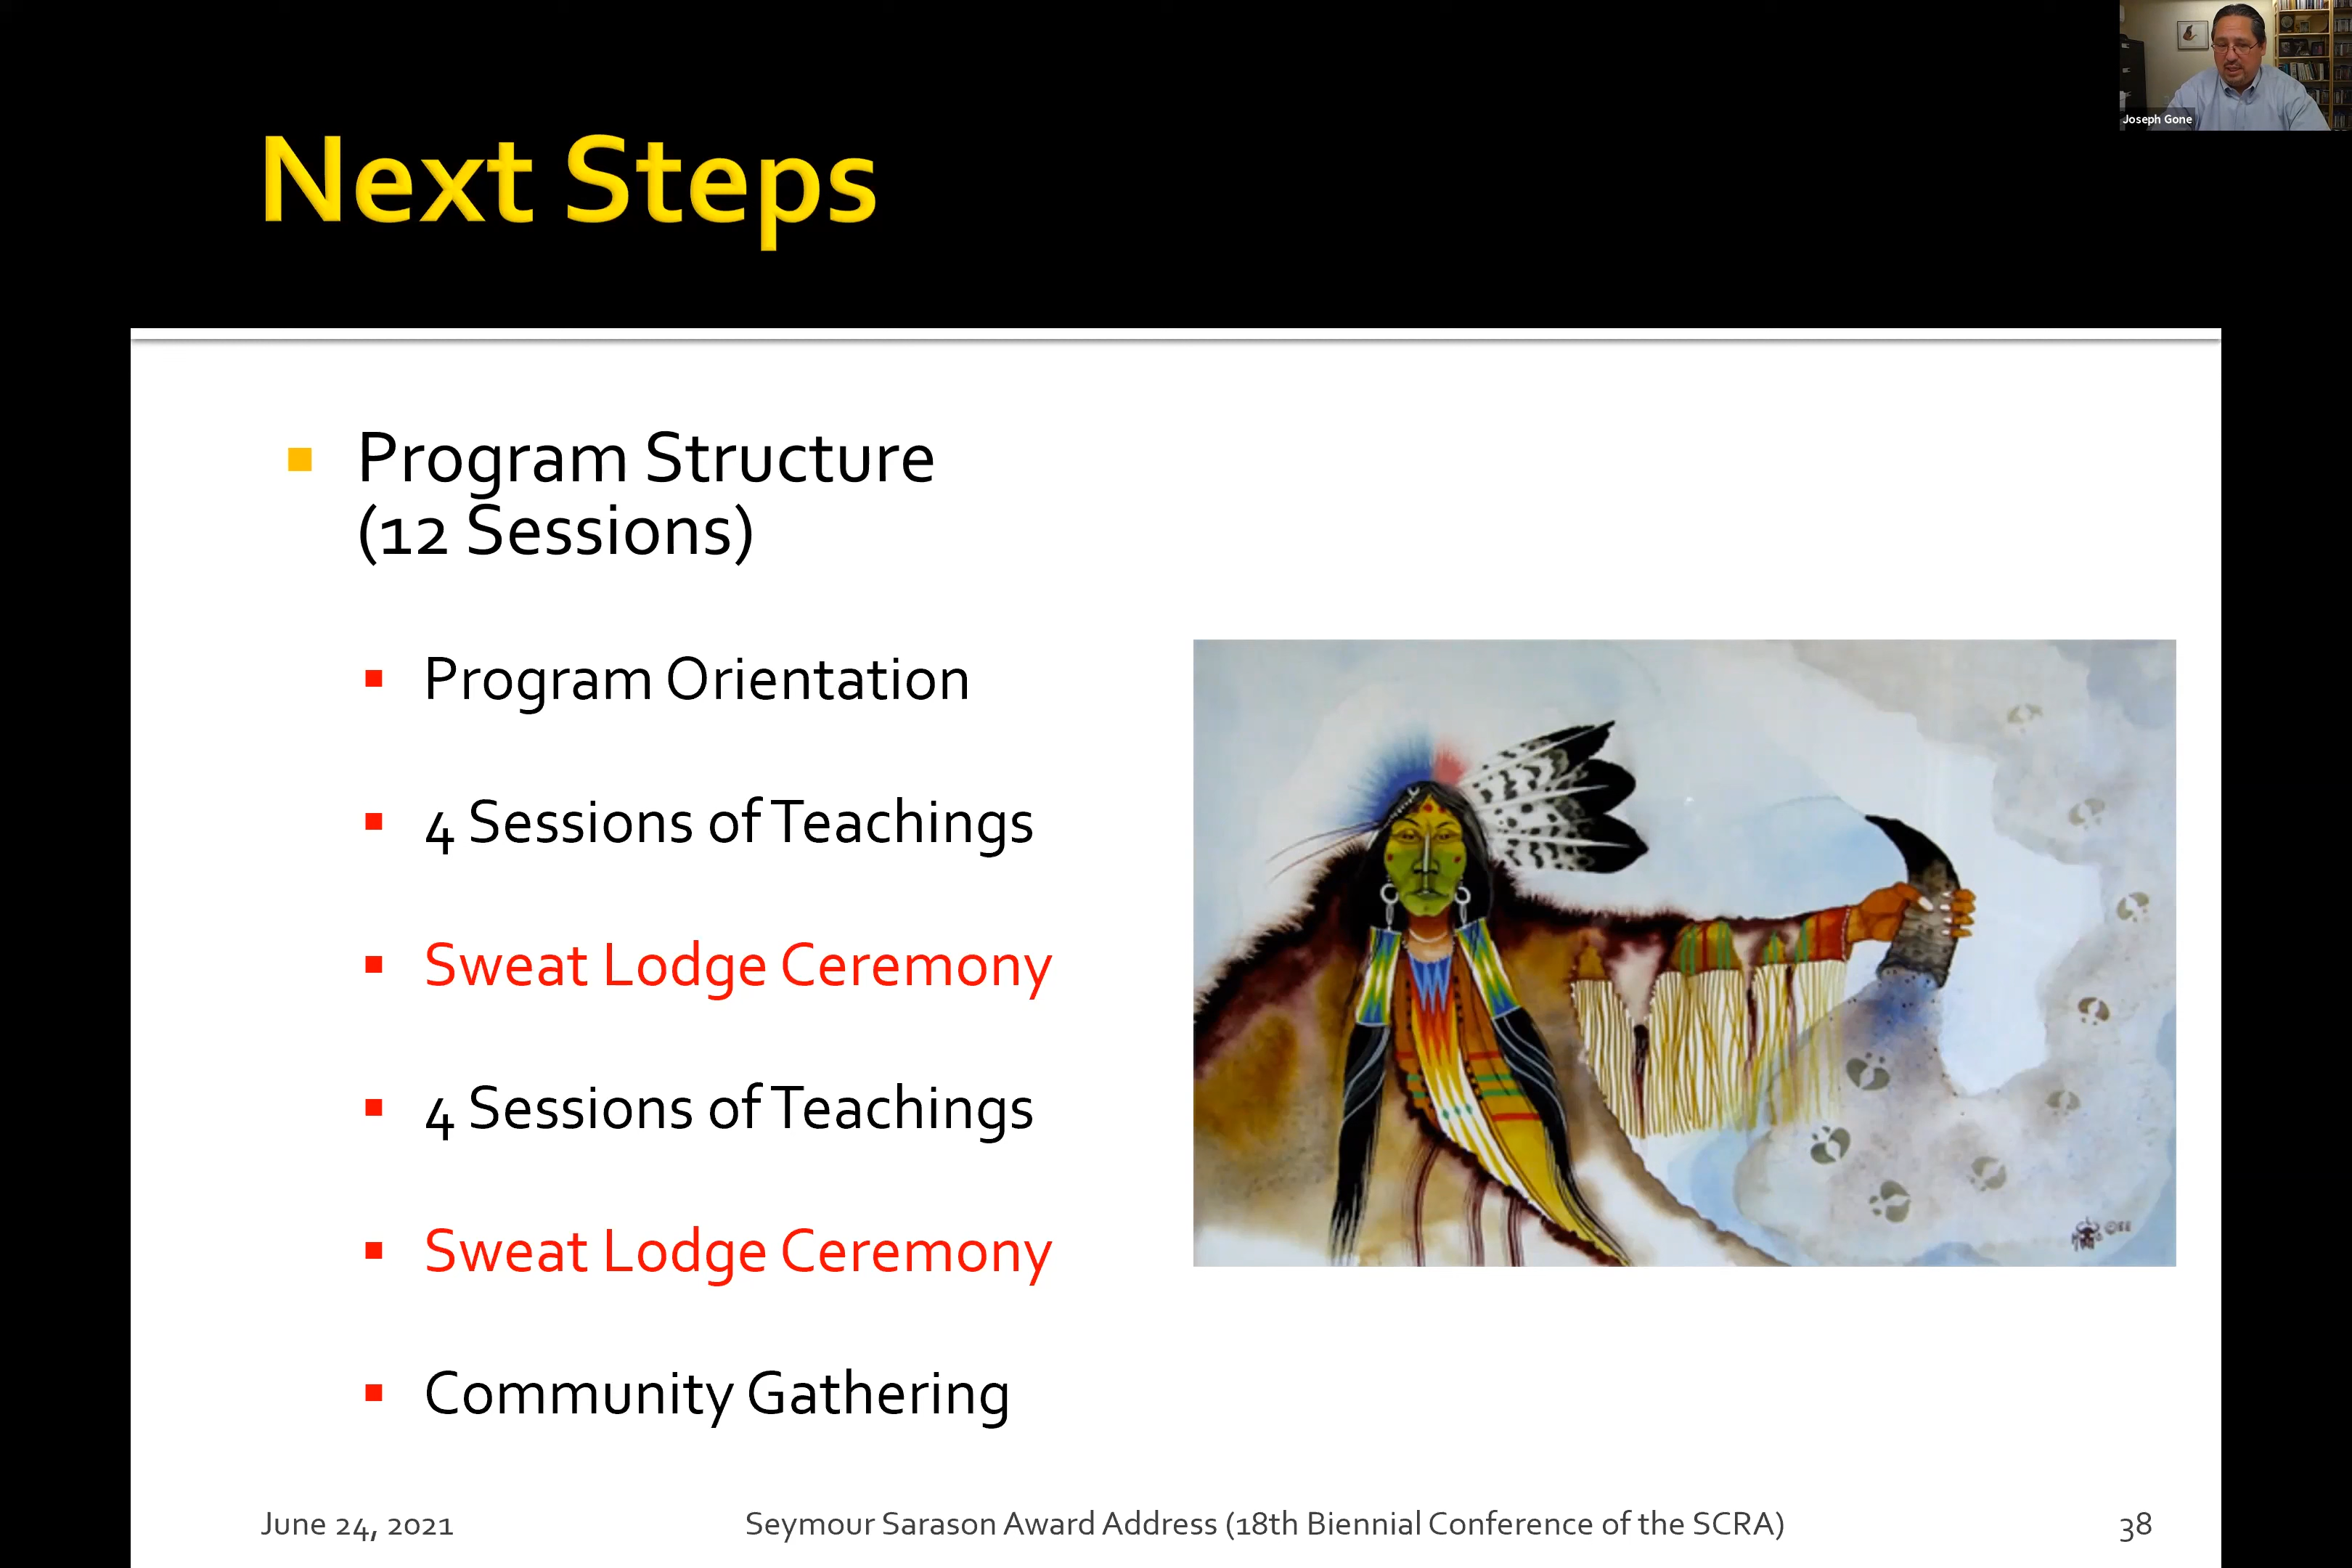 Joseph Gone
Next Steps
Program Structure
(12 Sessions)
Program Orientation
4 Sessions of Teachings
Sweat Lodge Ceremony
4 Sessions of Teachings
Sweat Lodge Ceremony
Community Gathering
June 24, 2021
Seymour Sarason Award Address (18th Biennial Conference of the SCRA)
38